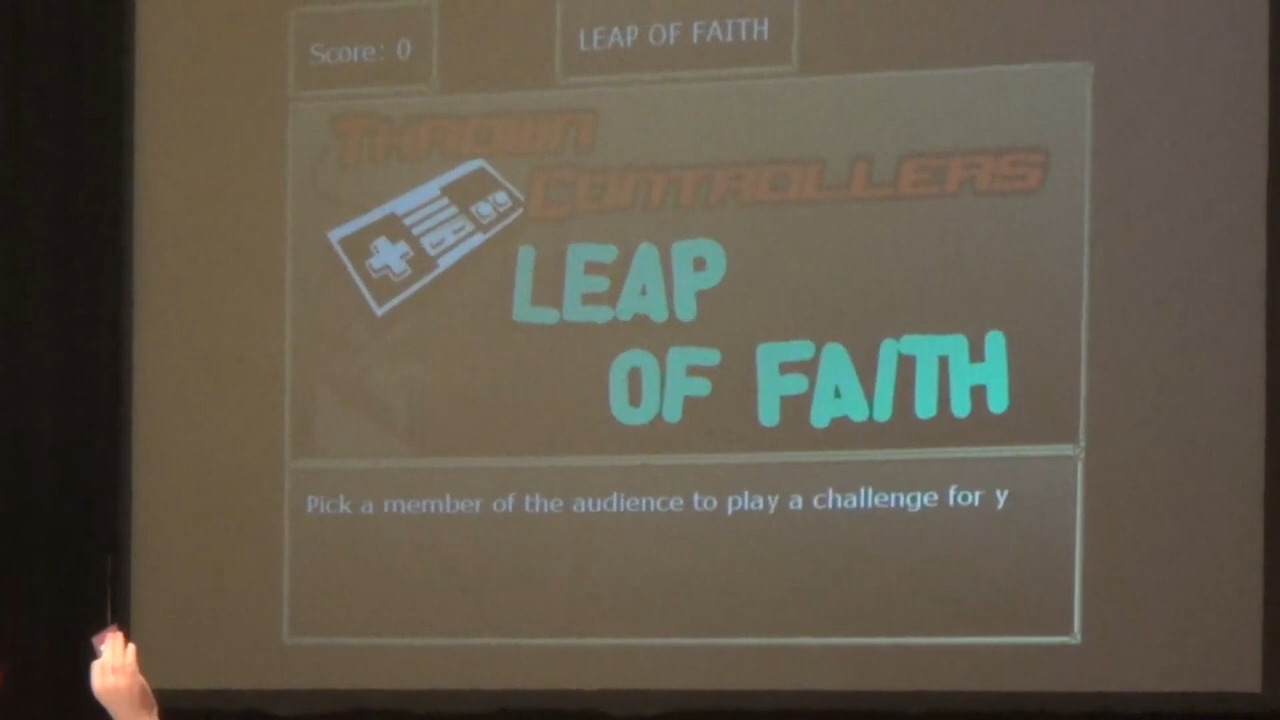 Score: 0
LEAP OF FAITH
THROWN
CONTROLLERS
LEAP
OF FAITH
Pick a member of the audience to play a challenge for y